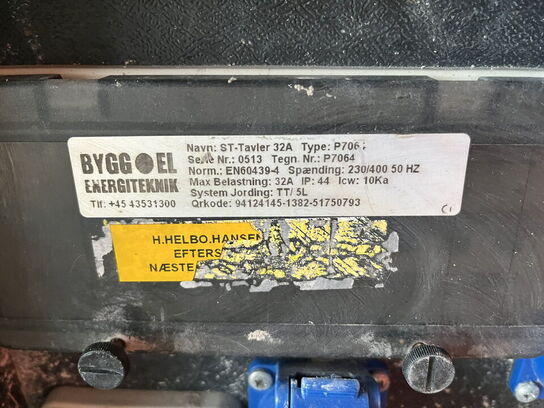 BYGG EL
ENERGITEKNIK
Tlf: +45 43531300
Navn: ST-Tavler 32A Type: P7064
Serie Nr.: 0513 Tegn. Nr.: P7064
Norm.: EN60439-4 Spænding: 230/400 50 HZ
Max Belastning: 32A IP: 44 Icw: 10Ka
System Jording: TT/ 5L
Qrkode: 94124145-1382-51750793
CE
H.HELBO.HANSEN
EFTERS
NÆSTE